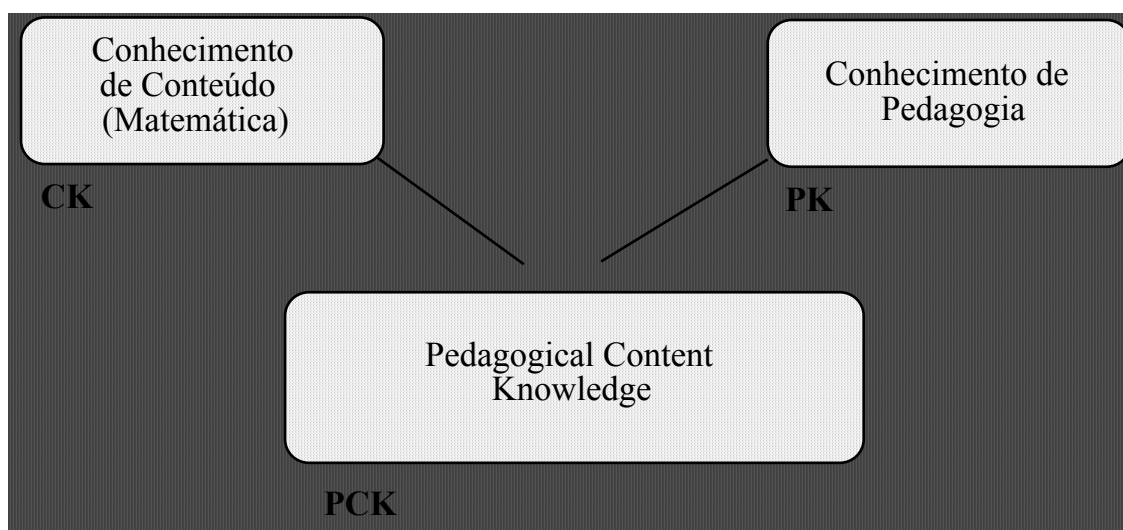 Conhecimento
de Conteúdo
(Matemática)
CK
Conhecimento de
Pedagogia
PK
Pedagogical Content
Knowledge
PCK